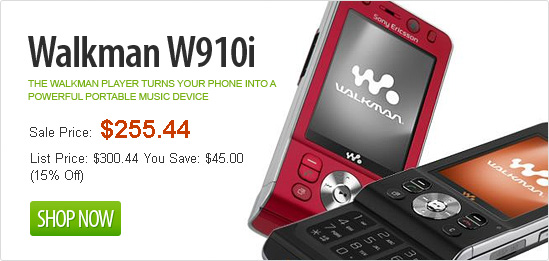 Walkman W910i
THE WALKMAN PLAYER TURNS YOUR PHONE INTO A
POWERFUL PORTABLE MUSIC DEVICE
Sale Price: $255.44
List Price: $300.44 You Save: $45.00
(15% Off)
SHOP NOW
Sony Ericsson
WALKMAN
WALKMAN